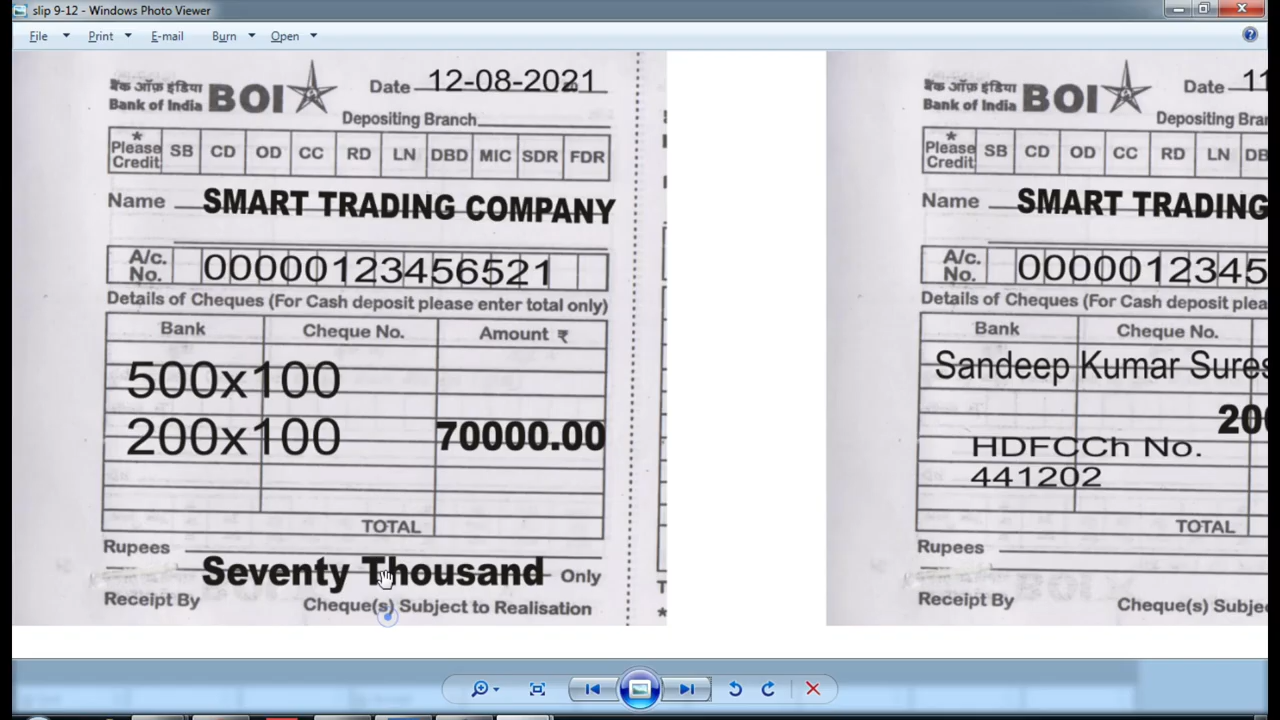 slip 9-12 - Windows Photo Viewer
File Print E-mail Burn Open
बैंक ऑफ़ इंडिया
Bank of India BOI
Date 12-08-2021
Depositing Branch
* Please Credit SB CD OD CC RD LN DBD MIC SDR FDR
Name SMART TRADING COMPANY
A/c. No. 00000123456521
Details of Cheques (For Cash deposit please enter total only)
Bank Cheque No. Amount ₹
500x100
200x100 70000.00
TOTAL
Rupees
Seventy Thousand Only
Receipt By Cheque(s) Subject to Realisation
बैंक ऑफ़ इंडिया
Bank of India BOI
Date 11
Depositing Bran
* Please Credit SB CD OD CC RD LN DB
Name SMART TRADING
A/c. No. 0000012345
Details of Cheques (For Cash deposit plea
Bank Cheque No.
Sandeep Kumar Sures
200
HDFCCh No.
441202
TOTAL
Rupees
Receipt By Cheque(s) Subje